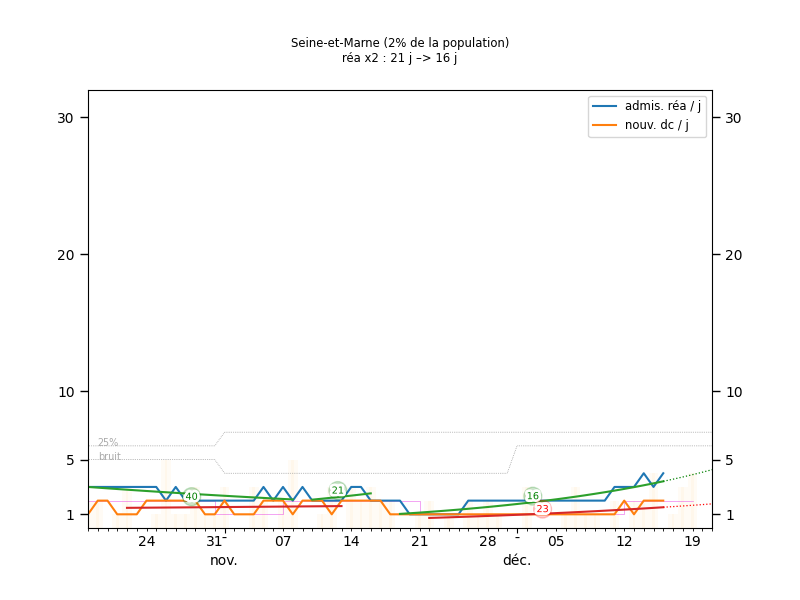 Seine-et-Marne (2% de la population)
réa x2 : 21 j –> 16 j
admis. réa / j
nouv. dc / j
30
30
20
20
10
10
25%
bruit
5
5
40
21
16
23
1
1
24 31 07 14 21 28 05 12 19
nov. déc.